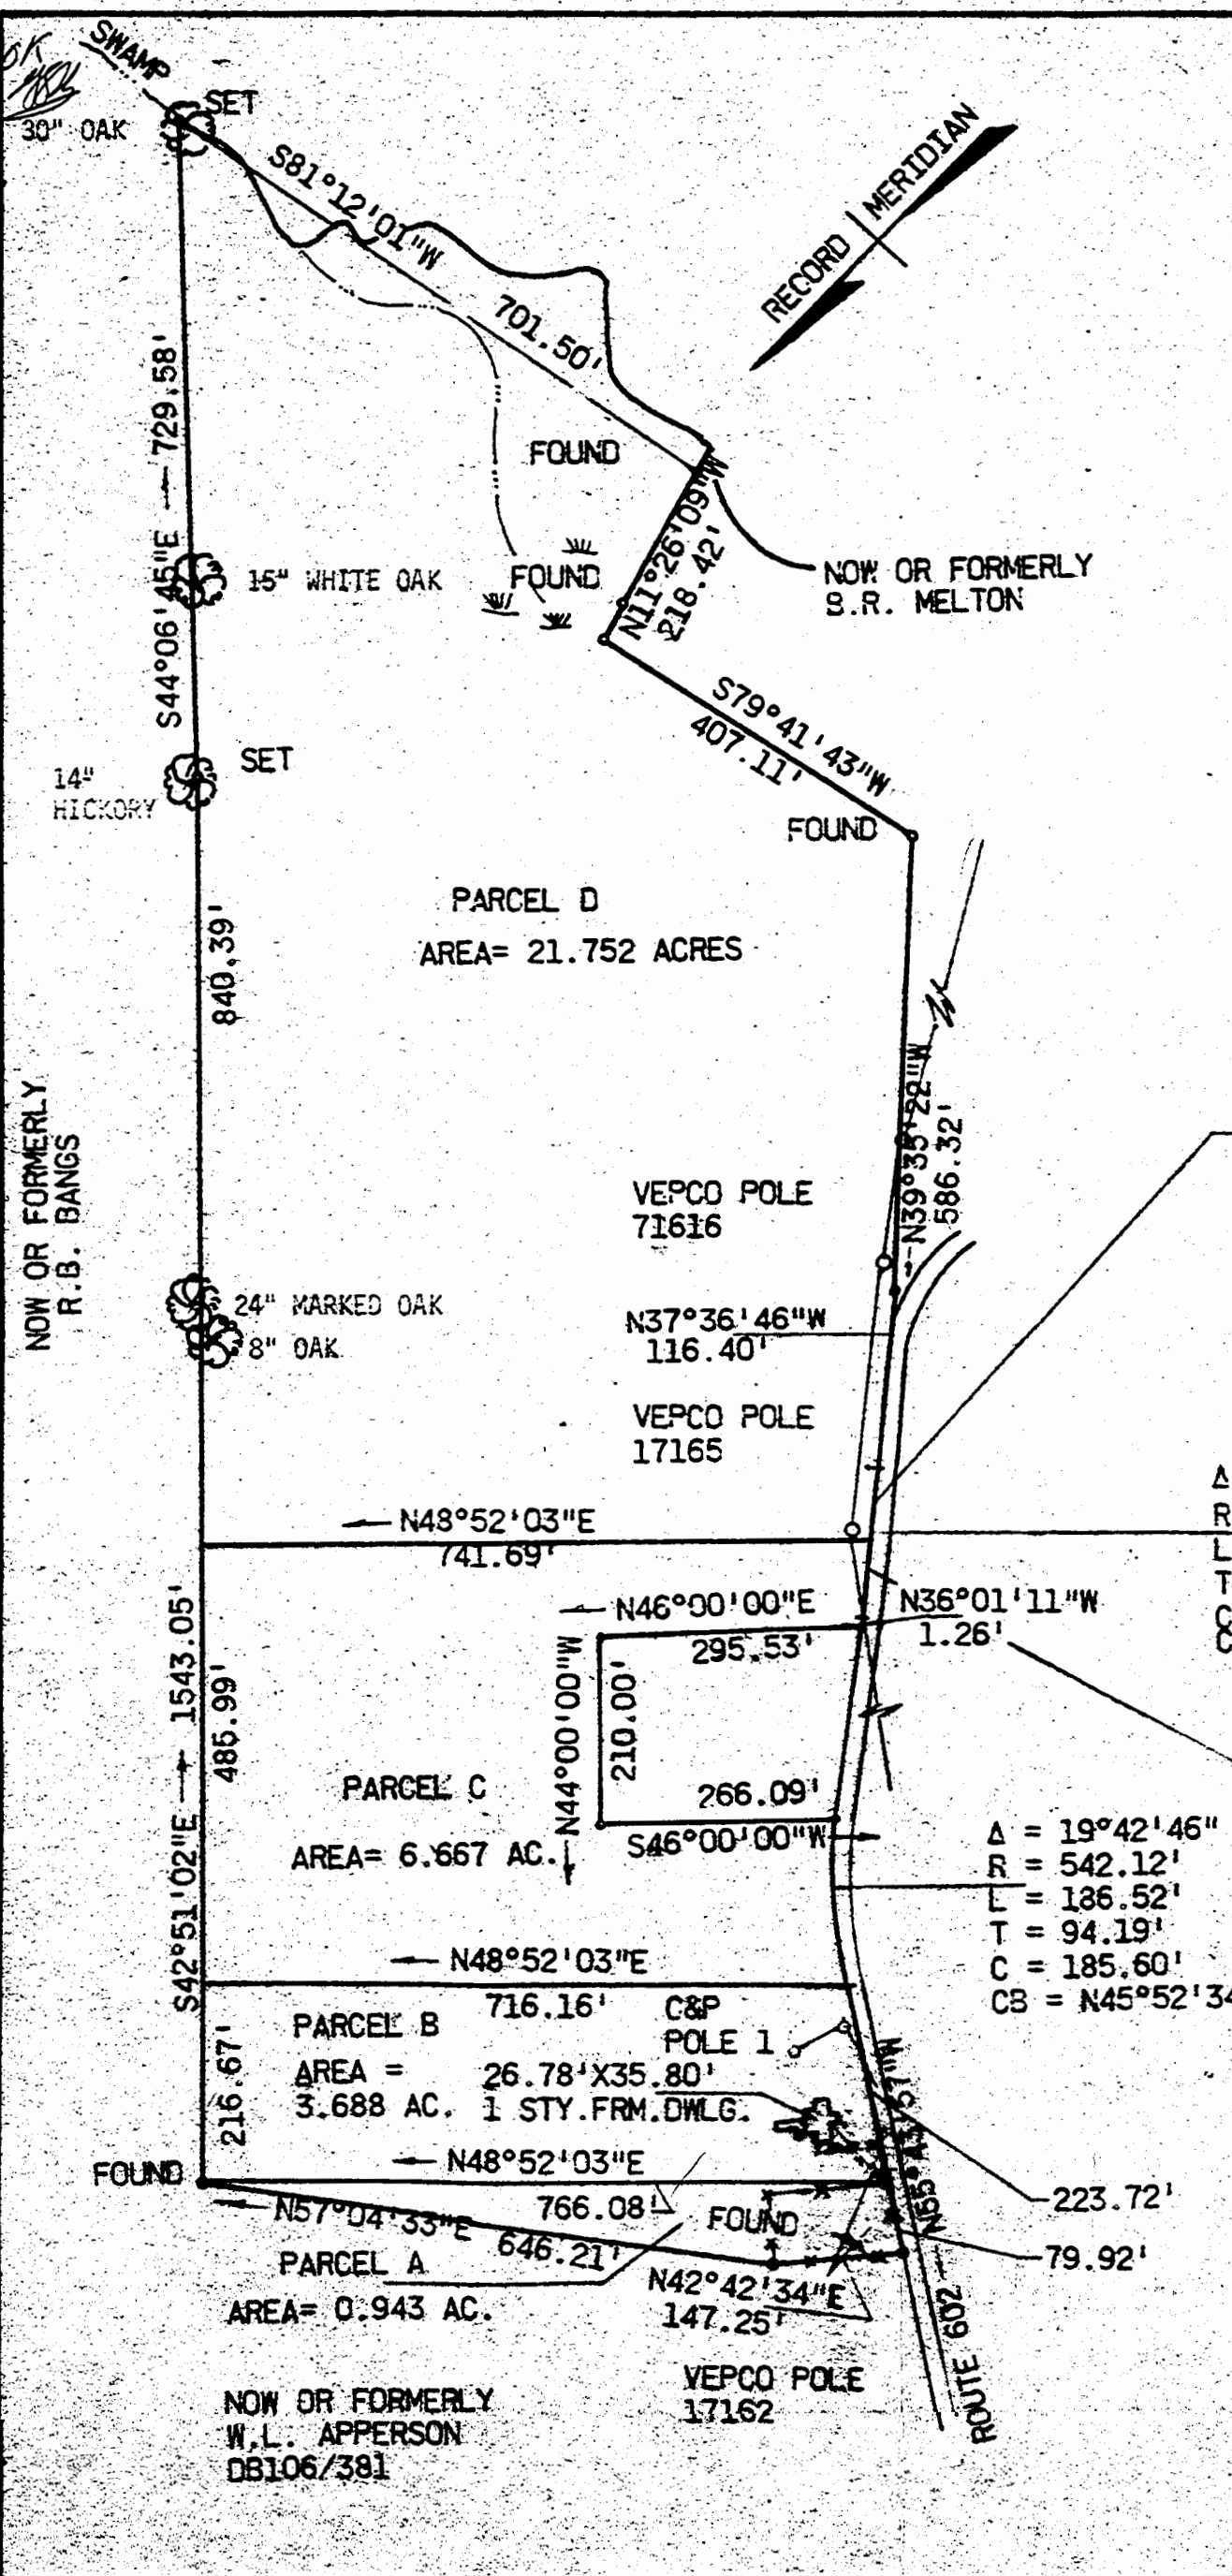 OK
SWAMP
SET
30" OAK
S81°12'01"W
701.50'
RECORD MERIDIAN
S44°06'45"E 729.58'
FOUND
N11°26'09"W
218.42'
15" WHITE OAK
FOUND
NOW OR FORMERLY
S.R. MELTON
S79°41'43"W
407.11'
SET
14"
HICKORY
FOUND
PARCEL D
AREA= 21.752 ACRES
840.39'
N39°35'22"W
586.32'
NOW OR FORMERLY
R.B. BANGS
VEPCO POLE
71616
24" MARKED OAK
8" OAK
N37°36'46"W
116.40'
VEPCO POLE
17165
Δ
R
L
T
C
C
N48°52'03"E
741.69'
N46°00'00"E
295.53'
N36°01'11"W
1.26'
S42°51'02"E 1543.05'
485.99'
N44°00'00"W
210.00'
PARCEL C
AREA= 6.667 AC.
266.09'
S46°00'00"W
Δ = 19°42'46"
R = 542.12'
L = 186.52'
T = 94.19'
C = 185.60'
CB = N45°52'34
N48°52'03"E
716.16'
C&P
POLE 1
PARCEL B
AREA =
3.688 AC.
26.78'X35.80'
1 STY.FRM.DWLG.
216.67'
FOUND
N48°52'03"E
766.08'
223.72'
N57°04'33"E
646.21'
FOUND
79.92'
PARCEL A
AREA= 0.943 AC.
N42°42'34"E
147.25'
ROUTE 602
VEPCO POLE
17162
NOW OR FORMERLY
W.L. APPERSON
DB106/381